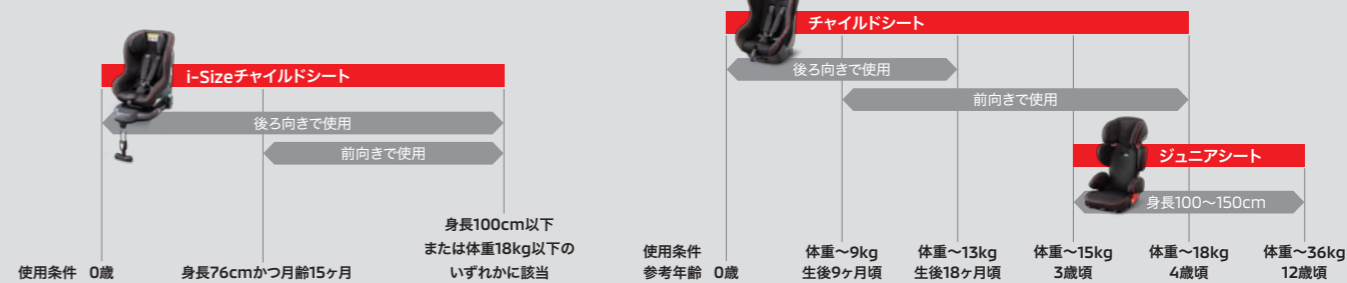 i-Sizeチャイルドシート
後ろ向きで使用
前向きで使用
身長100cm以下
または体重18kg以下の
いずれかに該当
使用条件 0歳
身長76cmかつ月齢15ヶ月
チャイルドシート
後ろ向きで使用
前向きで使用
ジュニアシート
身長100〜150cm
使用条件 体重〜9kg 体重〜13kg 体重〜15kg 体重〜18kg 体重〜36kg
参考年齢 0歳 生後9ヶ月頃 生後18ヶ月頃 3歳頃 4歳頃 12歳頃